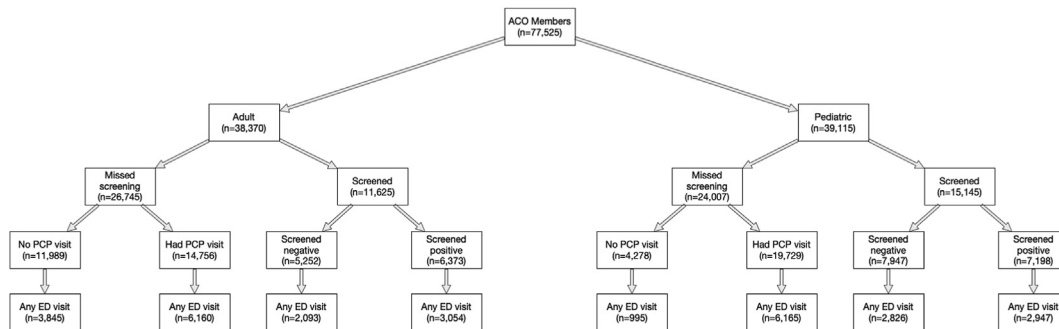 ACO Members
(n=77,525)
Adult
(n=38,370)
Pediatric
(n=39,115)
Missed
screening
(n=26,745)
Screened
(n=11,625)
Missed
screening
(n=24,007)
Screened
(n=15,145)
No PCP visit
(n=11,989)
Had PCP visit
(n=14,756)
Screened
negative
(n=5,252)
Screened
positive
(n=6,373)
No PCP visit
(n=4,278)
Had PCP visit
(n=19,729)
Screened
negative
(n=7,947)
Screened
positive
(n=7,198)
Any ED visit
(n=3,845)
Any ED visit
(n=6,160)
Any ED visit
(n=2,093)
Any ED visit
(n=3,054)
Any ED visit
(n=995)
Any ED visit
(n=6,165)
Any ED visit
(n=2,826)
Any ED visit
(n=2,947)